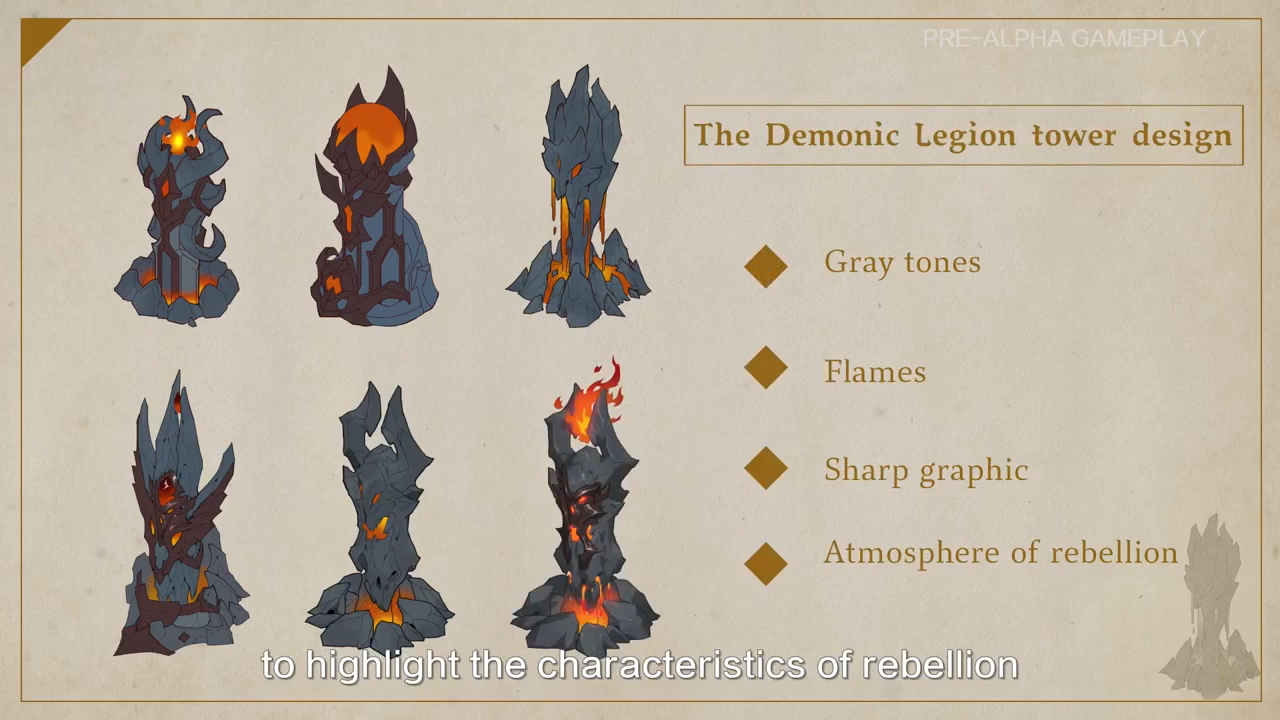 PRE-ALPHA GAMEPLAY
The Demonic Legion tower design
Gray tones
Flames
Sharp graphic
Atmosphere of rebellion
to highlight the characteristics of rebellion